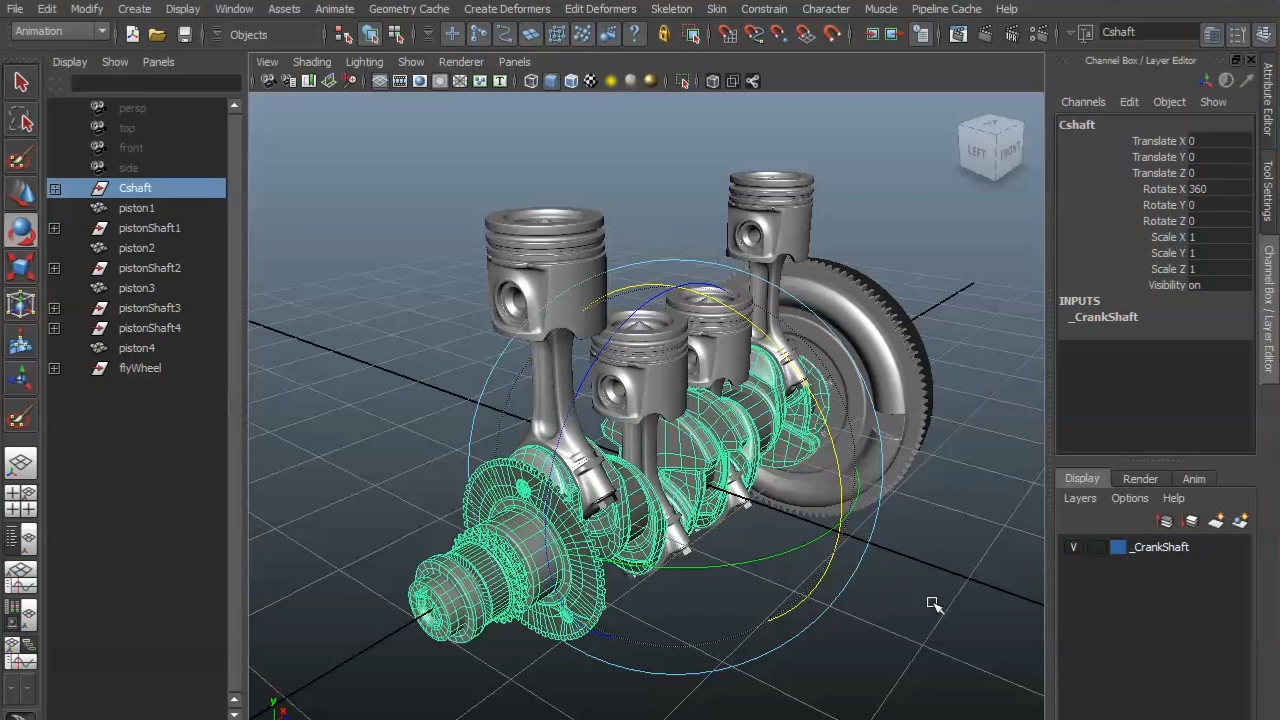 File Edit Modify Create Display Window Assets Animate Geometry Cache Create Deformers Edit Deformers Skeleton Skin Constrain Character Muscle Pipeline Cache Help
Animation Objects Cshaft
Display Show Panels
View Shading Lighting Show Renderer Panels
persp
top
front
side
Cshaft
piston1
pistonShaft1
piston2
pistonShaft2
piston3
pistonShaft3
pistonShaft4
piston4
flyWheel
LEFT FRONT
y
x
Channel Box / Layer Editor
Channels Edit Object Show
Cshaft
Translate X 0
Translate Y 0
Translate Z 0
Rotate X 360
Rotate Y 0
Rotate Z 0
Scale X 1
Scale Y 1
Scale Z 1
Visibility on
INPUTS
_CrankShaft
Display Render Anim
Layers Options Help
V _CrankShaft
Attribute Editor
Tool Settings
Channel Box / Layer Editor